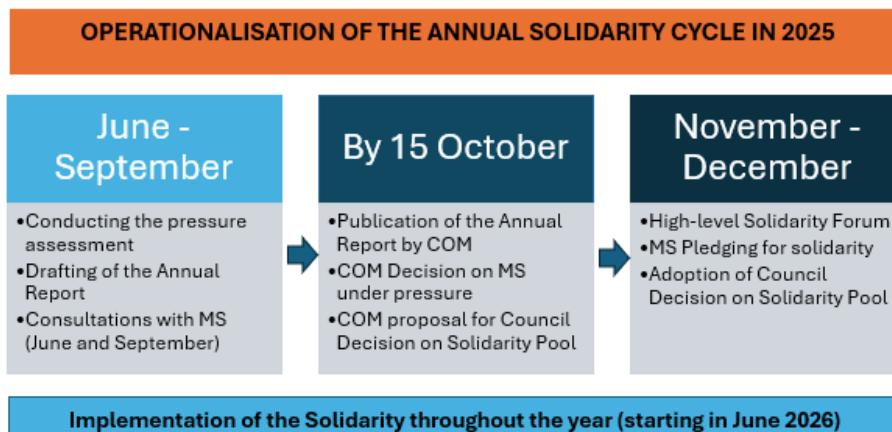 OPERATIONALISATION OF THE ANNUAL SOLIDARITY CYCLE IN 2025
June -
September
•Conducting the pressure
assessment
•Drafting of the Annual
Report
•Consultations with MS
(June and September)
By 15 October
•Publication of the Annual
Report by COM
•COM Decision on MS
under pressure
•COM proposal for Council
Decision on Solidarity Pool
November -
December
•High-level Solidarity Forum
•MS Pledging for solidarity
•Adoption of Council
Decision on Solidarity Pool
Implementation of the Solidarity throughout the year (starting in June 2026)